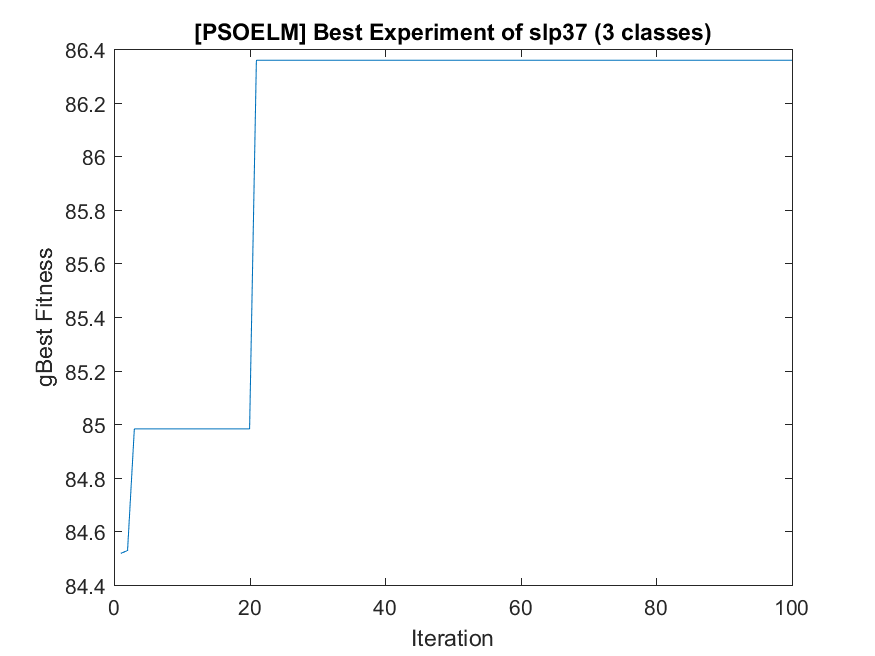 [PSOELM] Best Experiment of slp37 (3 classes)
86.4
86.2
86
85.8
85.6
85.4
85.2
85
84.8
84.6
84.4
gBest Fitness
0 20 40 60 80 100
Iteration